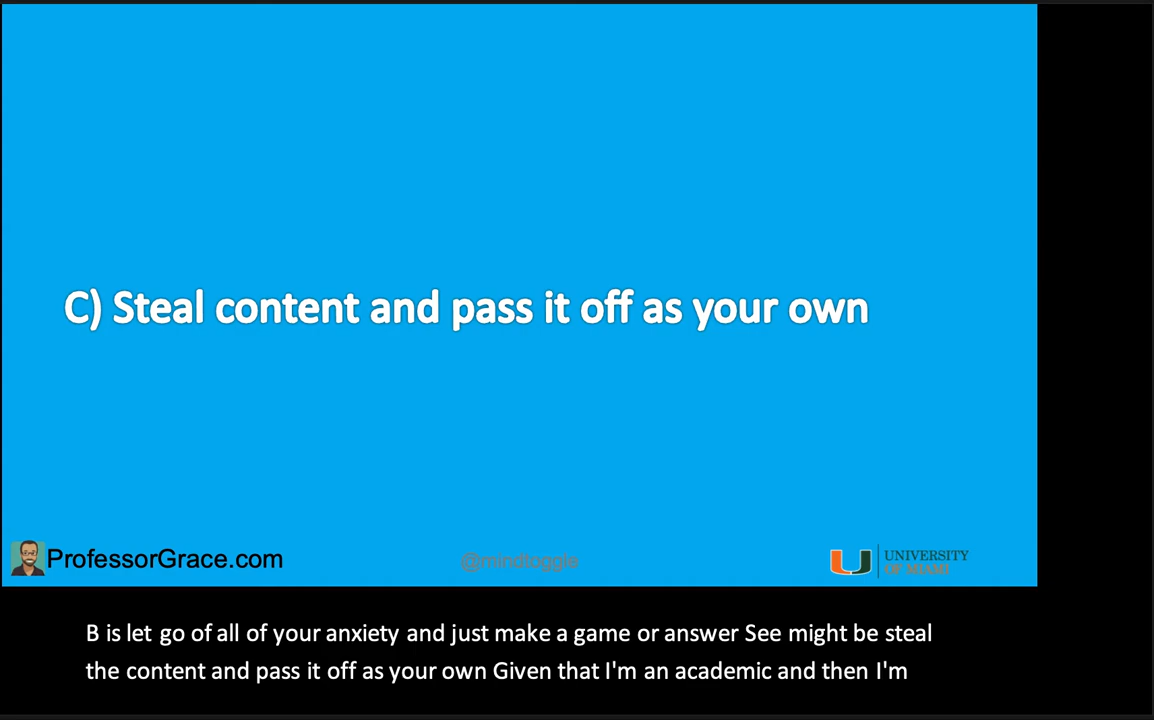 C) Steal content and pass it off as your own
ProfessorGrace.com
@mindtoggle
UNIVERSITY
OF MIAMI
B is let go of all of your anxiety and just make a game or answer See might be steal
the content and pass it off as your own Given that I'm an academic and then I'm